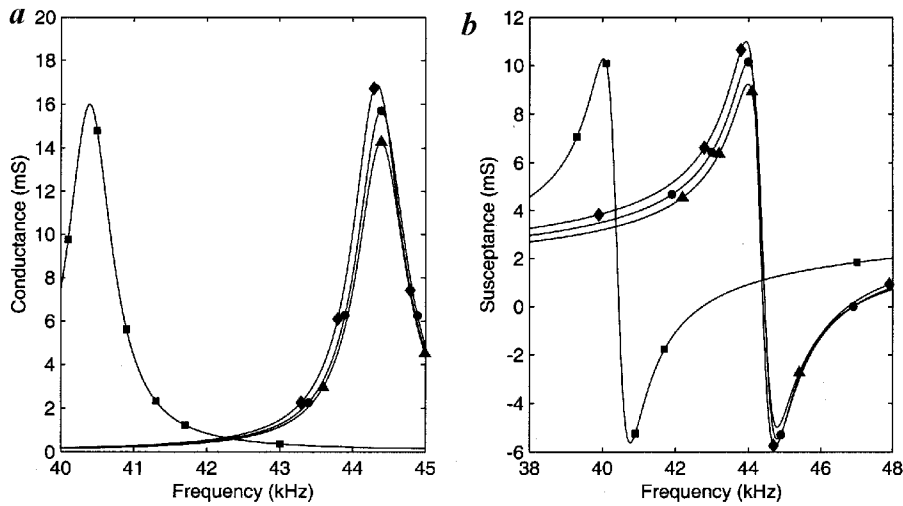 a
20
18
16
14
12
10
8
6
4
2
0
Conductance (mS)
40 41 42 43 44 45
Frequency (kHz)
b
12
10
8
6
4
2
0
-2
-4
-6
Susceptance (mS)
38 40 42 44 46 48
Frequency (kHz)